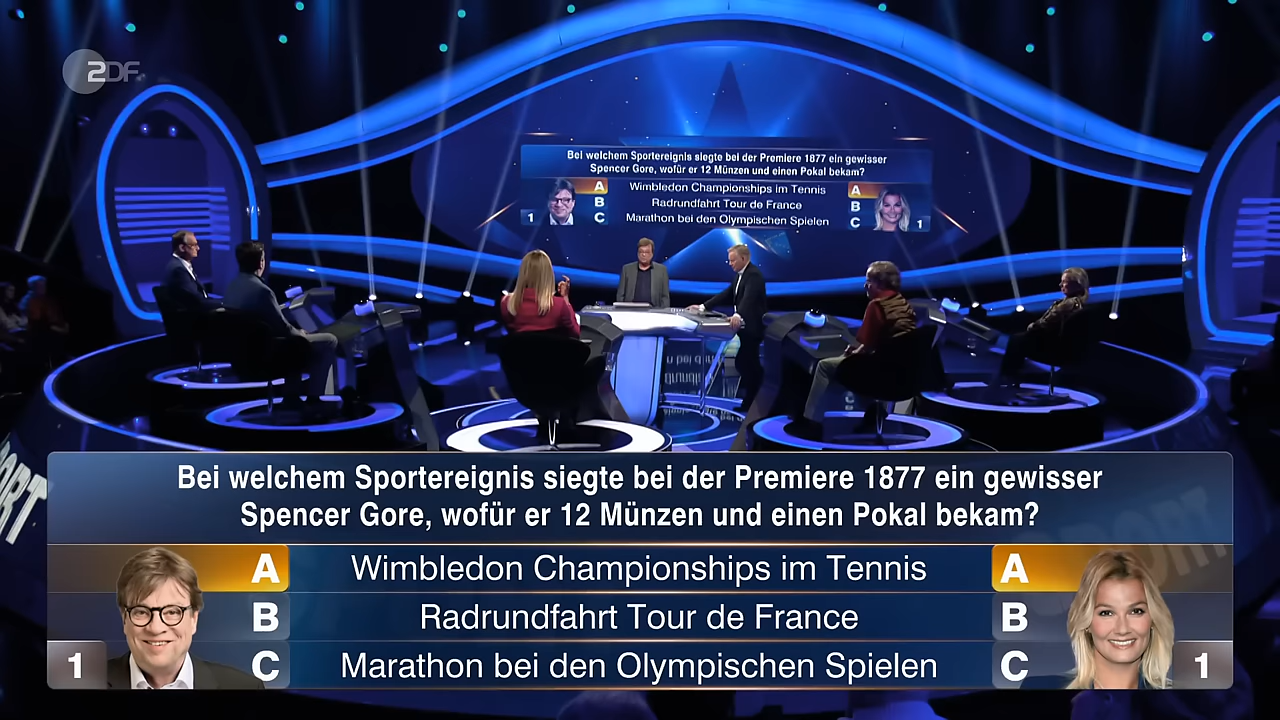 ZDF
Bei welchem Sportereignis siegte bei der Premiere 1877 ein gewisser
Spencer Gore, wofür er 12 Münzen und einen Pokal bekam?
A Wimbledon Championships im Tennis A
B Radrundfahrt Tour de France B
1 C Marathon bei den Olympischen Spielen C 1
PORT
Bei welchem Sportereignis siegte bei der Premiere 1877 ein gewisser
Spencer Gore, wofür er 12 Münzen und einen Pokal bekam?
A Wimbledon Championships im Tennis A
B Radrundfahrt Tour de France B
1 C Marathon bei den Olympischen Spielen C 1